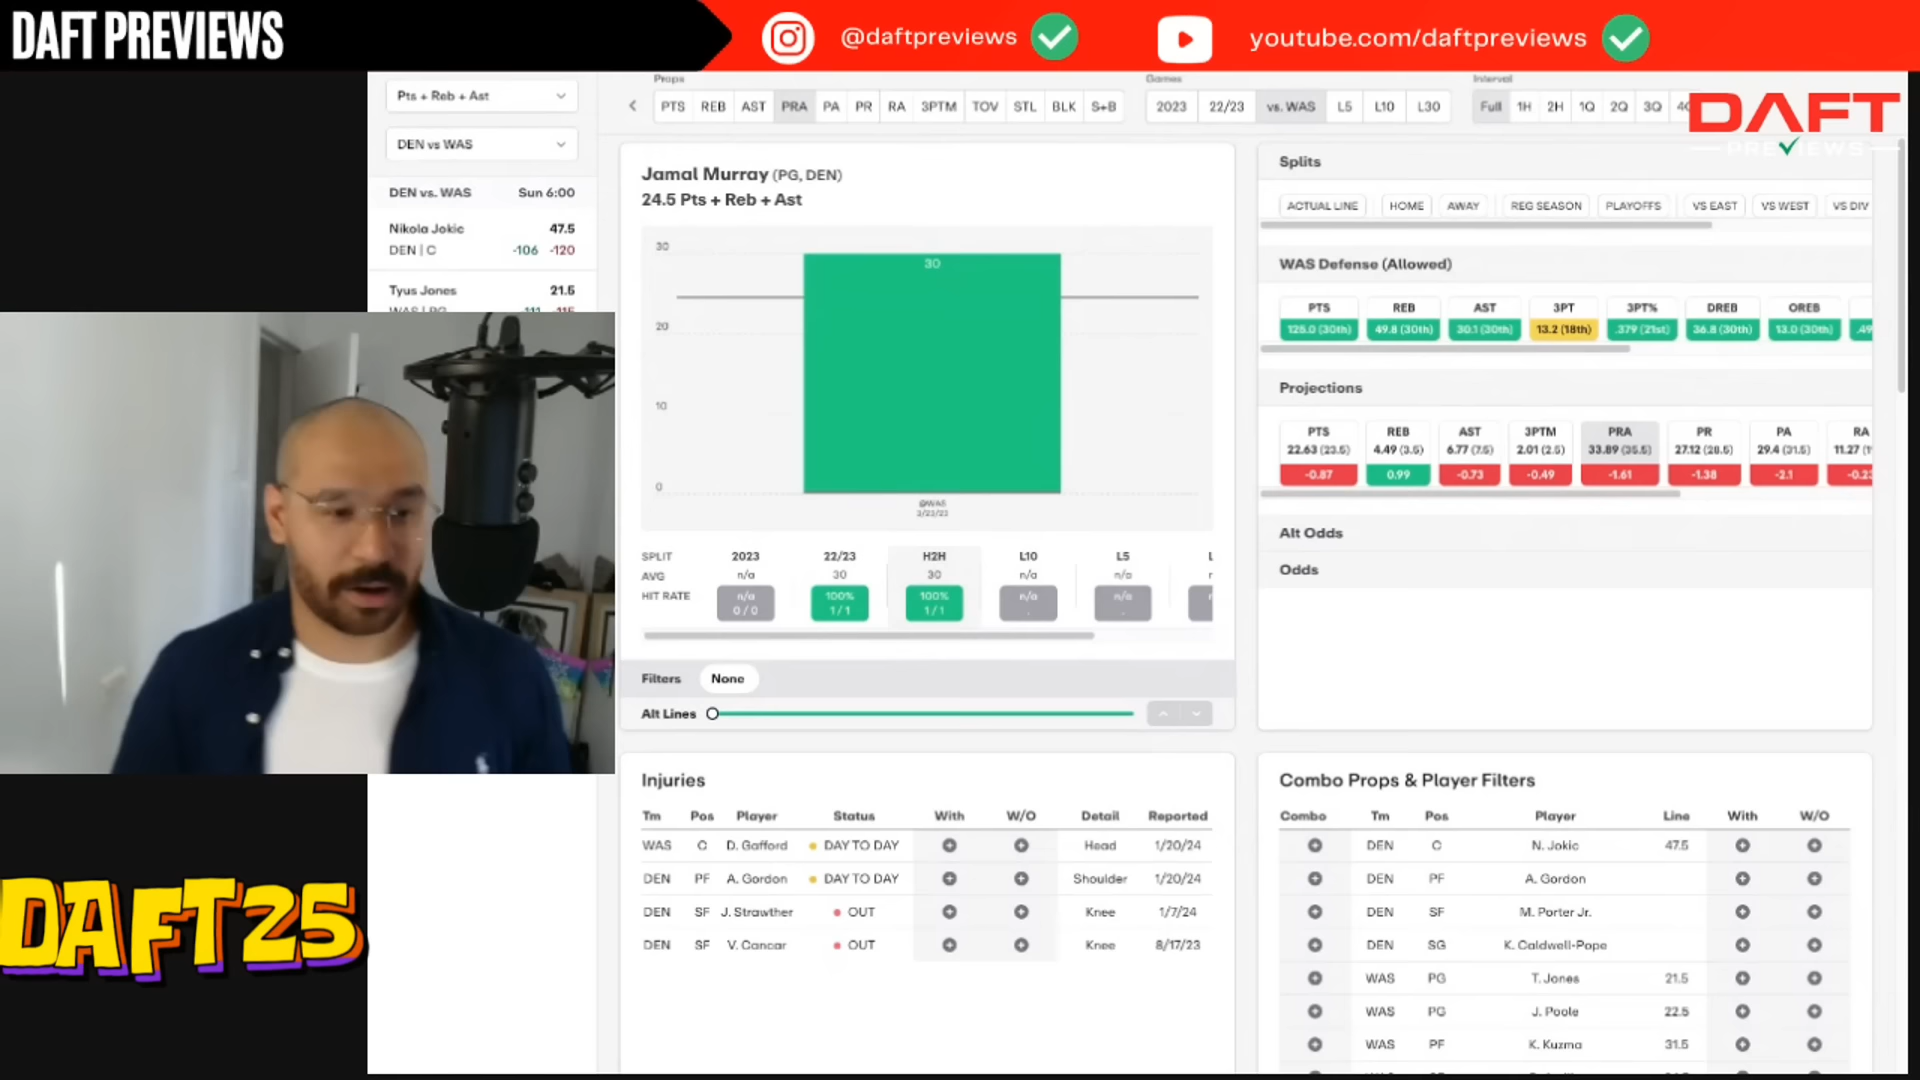 DAFT PREVIEWS
@daftpreviews
youtube.com/daftpreviews
DAFT
PREVIEWS
Pts + Reb + Ast
DEN vs WAS
DEN vs. WAS Sun 6:00
Nikola Jokic 47.5
DEN | C -106 -120
Tyus Jones 21.5
WAS | PG -111 -115
Props
PTS REB AST PRA PA PR RA 3PTM TOV STL BLK S+B
Games
2023 22/23 vs. WAS L5 L10 L30
Interval
Full 1H 2H 1Q 2Q 3Q
Jamal Murray (PG, DEN)
24.5 Pts + Reb + Ast
30
30
20
10
0
@WAS
SPLIT 2023 22/23 H2H L10 L5
AVG n/a 30 30 n/a n/a
HIT RATE n/a 100% 100% n/a n/a
0 / 0 1 / 1 1 / 1
Filters None
Alt Lines
Splits
ACTUAL LINE HOME AWAY REG SEASON PLAYOFFS VS EAST VS WEST VS DIV
WAS Defense (Allowed)
PTS REB AST 3PT 3PT% DREB OREB
125.0 (30th) 49.8 (30th) 30.1 (30th) 13.2 (18th) .379 (21st) 36.8 (30th) 13.0 (30th) .49
Projections
PTS REB AST 3PTM PRA PR PA RA
22.63 (23.5) 4.49 (3.5) 6.77 (7.5) 2.01 (2.5) 33.89 (35.5) 27.12 (28.5) 29.4 (31.5) 11.27
-0.87 0.99 -0.73 -0.49 -1.61 -1.38 -2.1
Alt Odds
Odds
Injuries
Tm Pos Player Status With W/O Detail Reported
WAS C D. Gafford DAY TO DAY Head 1/20/24
DEN PF A. Gordon DAY TO DAY Shoulder 1/20/24
DEN SF J. Strawther OUT Knee 1/7/24
DEN SF V. Cancar OUT Knee 8/17/23
Combo Props & Player Filters
Combo Tm Pos Player Line With W/O
DEN C N. Jokic 47.5
DEN PF A. Gordon
DEN SF M. Porter Jr.
DEN SG K. Caldwell-Pope
WAS PG T. Jones 21.5
WAS PG J. Poole 22.5
WAS PF K. Kuzma 31.5
DAFT25